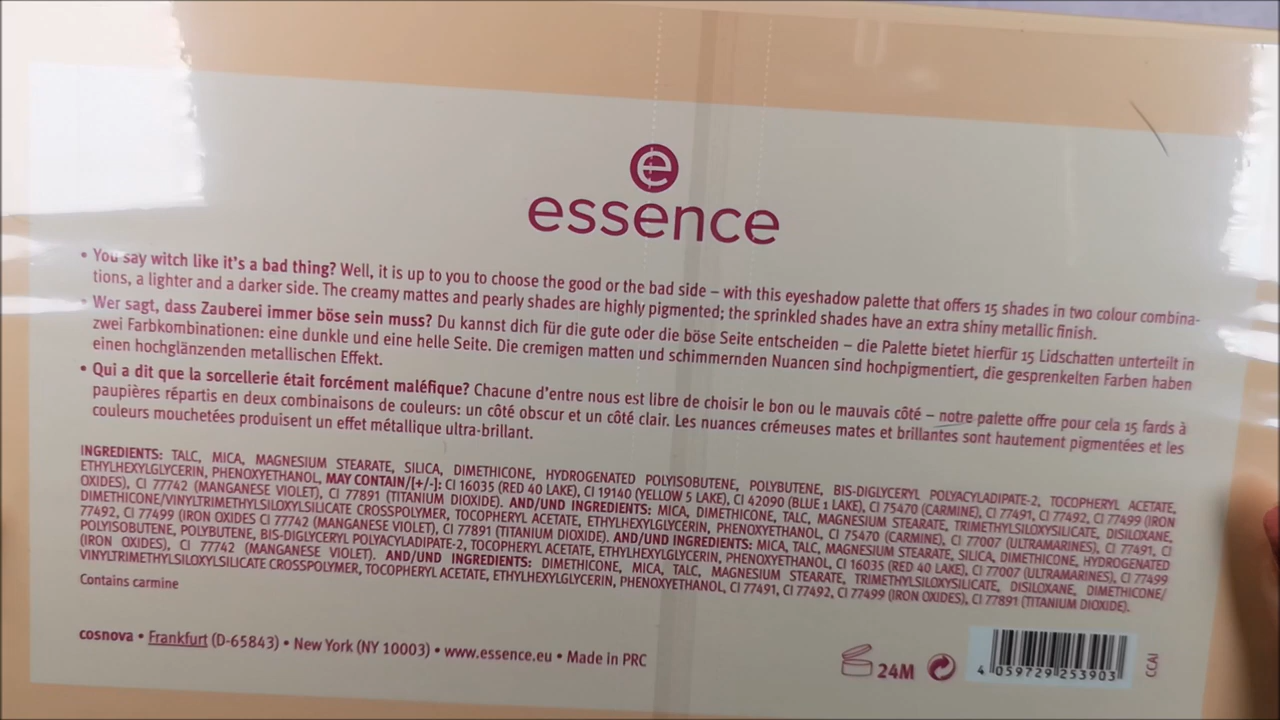 e
essence
• You say witch like it's a bad thing? Well, it is up to you to choose the good or the bad side – with this eyeshadow palette that offers 15 shades in two colour combina-
tions, a lighter and a darker side. The creamy mattes and pearly shades are highly pigmented; the sprinkled shades have an extra shiny metallic finish.
• Wer sagt, dass Zauberei immer böse sein muss? Du kannst dich für die gute oder die böse Seite entscheiden – die Palette bietet hierfür 15 Lidschatten unterteilt in
zwei Farbkombinationen: eine dunkle und eine helle Seite. Die cremigen matten und schimmernden Nuancen sind hochpigmentiert, die gesprenkelten Farben haben
einen hochglänzenden metallischen Effekt.
• Qui a dit que la sorcellerie était forcément maléfique? Chacune d'entre nous est libre de choisir le bon ou le mauvais côté – notre palette offre pour cela 15 fards à
paupières répartis en deux combinaisons de couleurs: un côté obscur et un côté clair. Les nuances crémeuses mates et brillantes sont hautement pigmentées et les
couleurs mouchetées produisent un effet métallique ultra-brillant.
INGREDIENTS: TALC, MICA, MAGNESIUM STEARATE, SILICA, DIMETHICONE, HYDROGENATED POLYISOBUTENE, POLYBUTENE, BIS-DIGLYCERYL POLYACYLADIPATE-2, TOCOPHERYL ACETATE,
ETHYLHEXYLGLYCERIN, PHENOXYETHANOL, MAY CONTAIN/[+/-]: CI 16035 (RED 40 LAKE), CI 19140 (YELLOW 5 LAKE), CI 42090 (BLUE 1 LAKE), CI 75470 (CARMINE), CI 77491, CI 77492, CI 77499 (IRON
OXIDES), CI 77742 (MANGANESE VIOLET), CI 77891 (TITANIUM DIOXIDE). AND/UND INGREDIENTS: MICA, DIMETHICONE, TALC, MAGNESIUM STEARATE, TRIMETHYLSILOXYSILICATE, DISILOXANE,
DIMETHICONE/VINYLTRIMETHYLSILOXYLSILICATE CROSSPOLYMER, TOCOPHERYL ACETATE, ETHYLHEXYLGLYCERIN, PHENOXYETHANOL, CI 75470 (CARMINE), CI 77007 (ULTRAMARINES), CI 77491, CI
77492, CI 77499 (IRON OXIDES CI 77742 (MANGANESE VIOLET), CI 77891 (TITANIUM DIOXIDE). AND/UND INGREDIENTS: MICA, TALC, MAGNESIUM STEARATE, SILICA, DIMETHICONE, HYDROGENATED
POLYISOBUTENE, POLYBUTENE, BIS-DIGLYCERYL POLYACYLADIPATE-2, TOCOPHERYL ACETATE, ETHYLHEXYLGLYCERIN, PHENOXYETHANOL, CI 16035 (RED 40 LAKE), CI 77007 (ULTRAMARINES), CI 77499
(IRON OXIDES), CI 77742 (MANGANESE VIOLET). AND/UND INGREDIENTS: DIMETHICONE, MICA, TALC, MAGNESIUM STEARATE, TRIMETHYLSILOXYSILICATE, DISILOXANE, DIMETHICONE/
VINYLTRIMETHYLSILOXYLSILICATE CROSSPOLYMER, TOCOPHERYL ACETATE, ETHYLHEXYLGLYCERIN, PHENOXYETHANOL, CI 77491, CI 77492, CI 77499 (IRON OXIDES), CI 77891 (TITANIUM DIOXIDE).
Contains carmine
cosnova • Frankfurt (D-65843) • New York (NY 10003) • www.essence.eu • Made in PRC
24M
4 059729 253903
CCAI